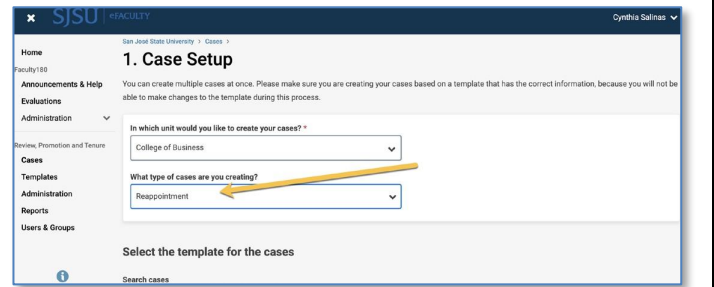 × SJSU | eFACULTY
Cynthia Salinas
Home
Faculty180
Announcements & Help
Evaluations
Administration
Review, Promotion and Tenure
Cases
Templates
Administration
Reports
Users & Groups
San José State University > Cases >
1. Case Setup
You can create multiple cases at once. Please make sure you are creating your cases based on a template that has the correct information, because you will not be
able to make changes to the template during this process.
In which unit would you like to create your cases? *
College of Business
What type of cases are you creating?
Reappointment
Select the template for the cases
Search cases